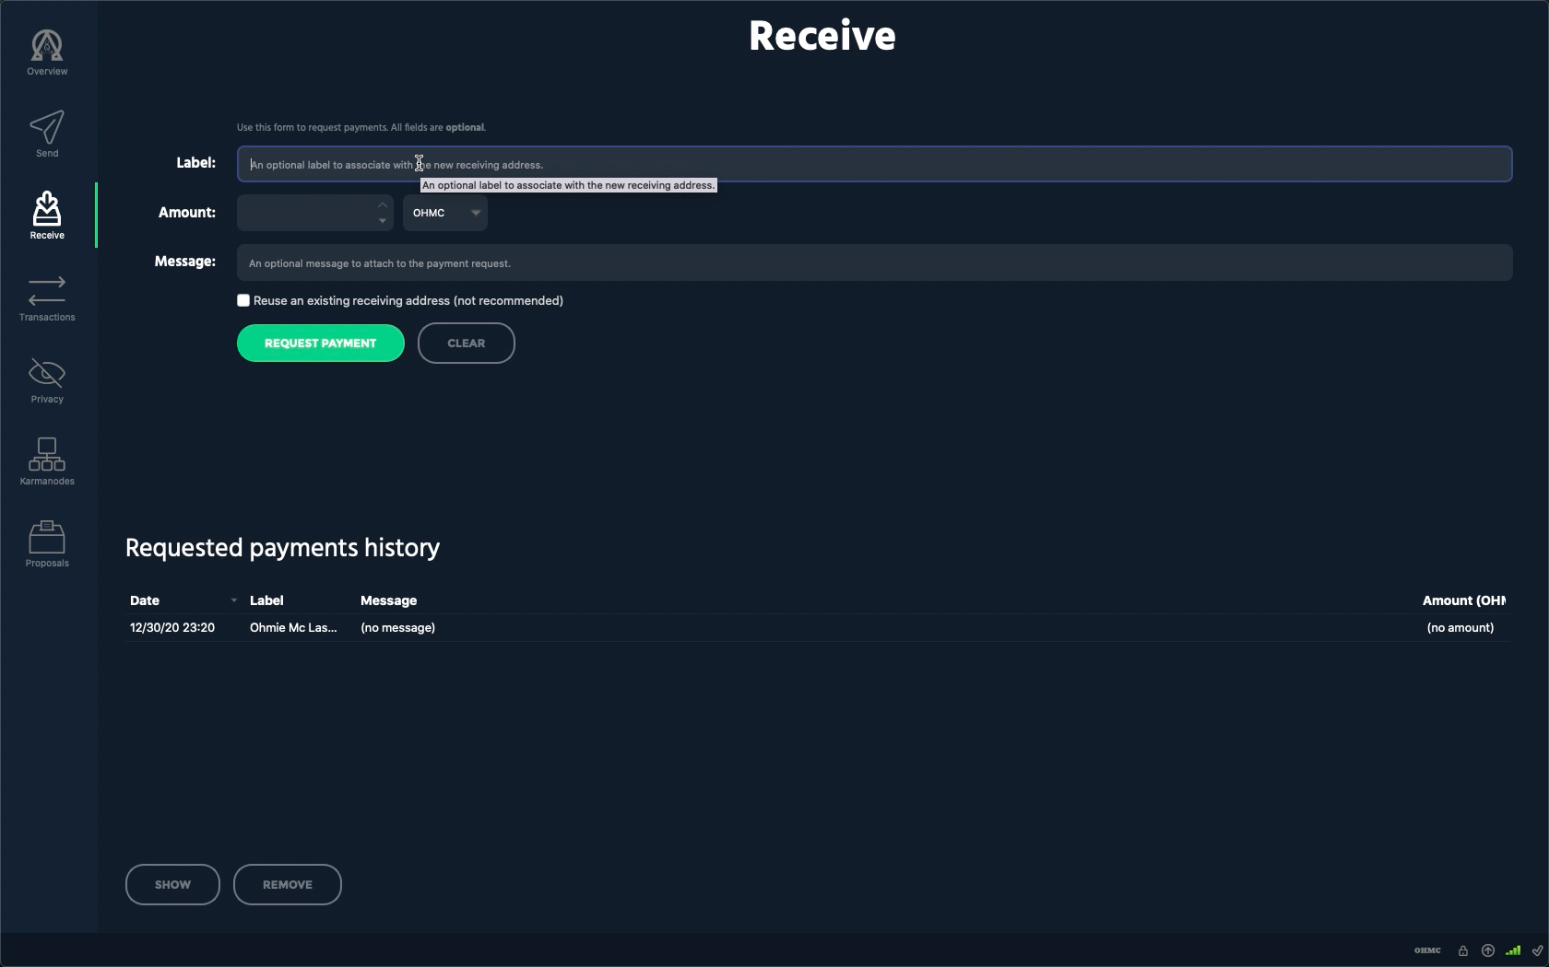 Receive
Overview
Send
Receive
Transactions
Privacy
Karmanodes
Proposals
Use this form to request payments. All fields are optional.
Label:
An optional label to associate with the new receiving address.
An optional label to associate with the new receiving address.
Amount:
OHMC
Message:
An optional message to attach to the payment request.
Reuse an existing receiving address (not recommended)
REQUEST PAYMENT
CLEAR
Requested payments history
Date Label Message Amount (OHM
12/30/20 23:20 Ohmie Mc Las... (no message) (no amount)
SHOW
REMOVE
OHMC